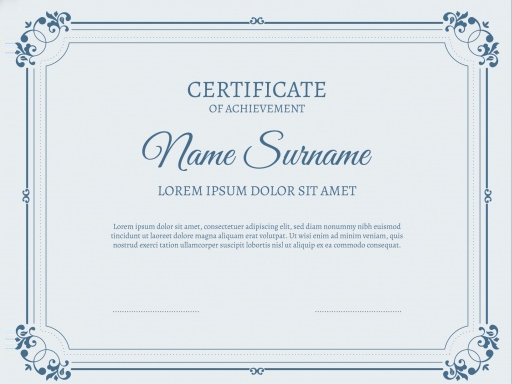 CERTIFICATE
OF ACHIEVEMENT
Name Surname
LOREM IPSUM DOLOR SIT AMET
Lorem ipsum dolor sit amet, consectetuer adipiscing elit, sed diam nonummy nibh euismod
tincidunt ut laoreet dolore magna aliquam erat volutpat. Ut wisi enim ad minim veniam, quis
nostrud exerci tation ullamcorper suscipit lobortis nisl ut aliquip ex commodo consequat.